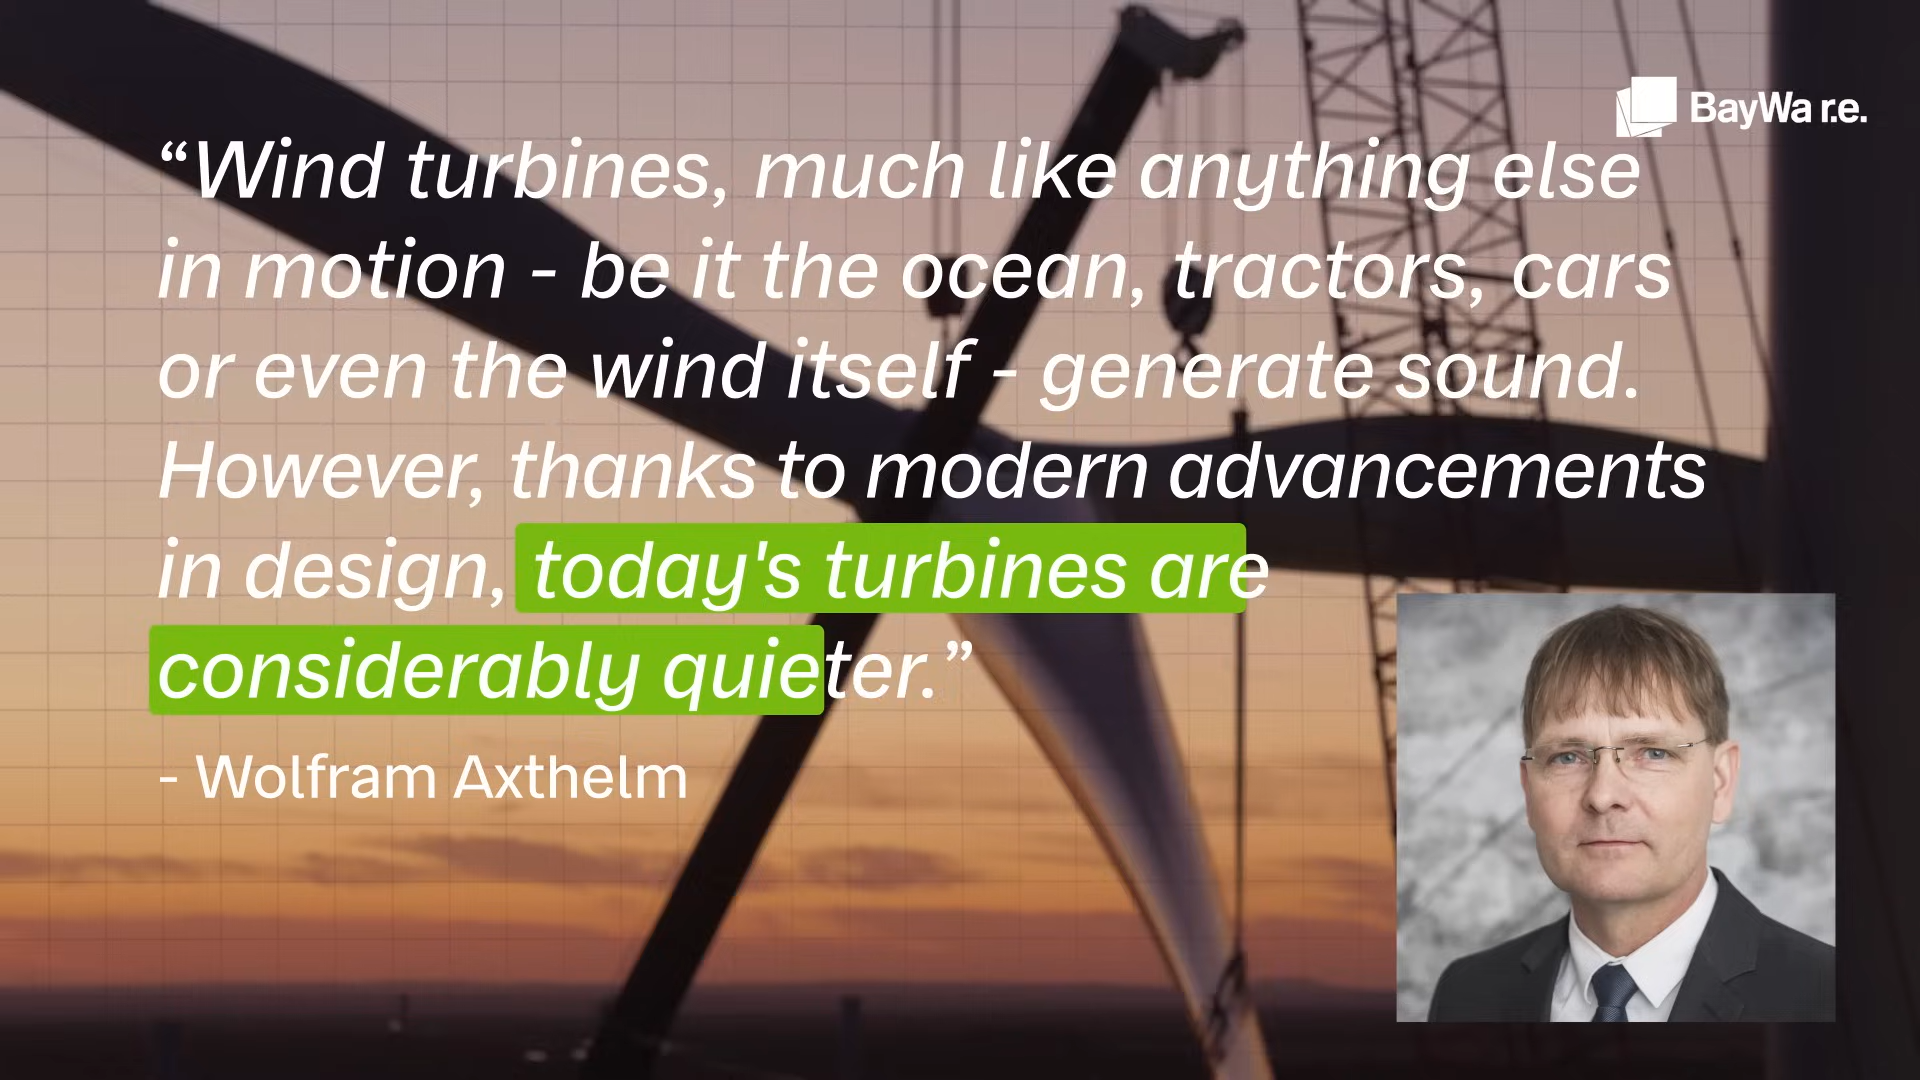 BayWa r.e.
“Wind turbines, much like anything else
in motion - be it the ocean, tractors, cars
or even the wind itself - generate sound.
However, thanks to modern advancements
in design, today's turbines are
considerably quieter.”
- Wolfram Axthelm